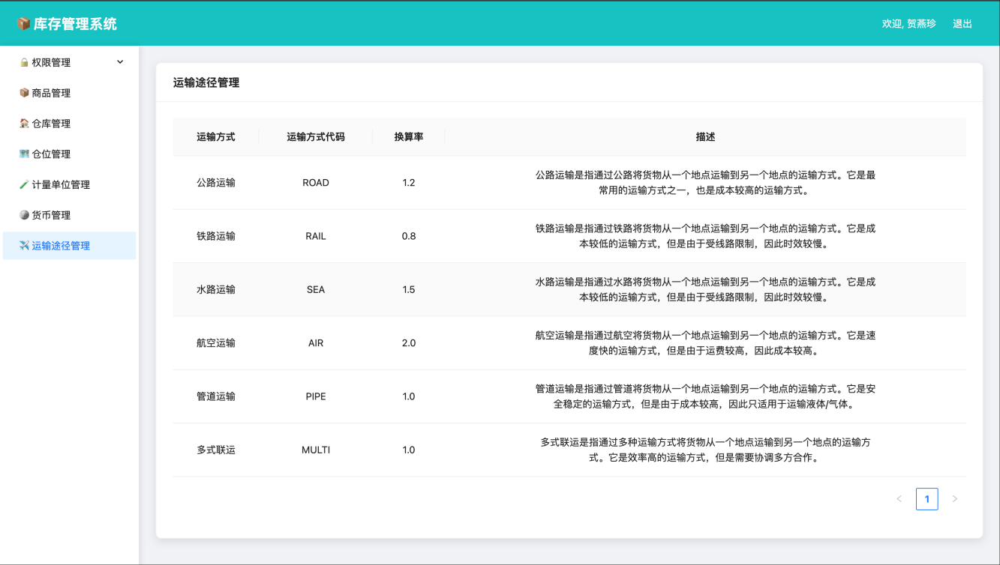 库存管理系统
欢迎, 贺燕珍 退出
权限管理
商品管理
仓库管理
仓位管理
计量单位管理
货币管理
运输途径管理
运输途径管理
运输方式 运输方式代码 换算率 描述
公路运输 ROAD 1.2 公路运输是指通过公路将货物从一个地点运输到另一个地点的运输方式。它是最
常用的运输方式之一，也是成本较高的运输方式。
铁路运输 RAIL 0.8 铁路运输是指通过铁路将货物从一个地点运输到另一个地点的运输方式。它是成
本较低的运输方式，但是由于受线路限制，因此时效较慢。
水路运输 SEA 1.5 水路运输是指通过水路将货物从一个地点运输到另一个地点的运输方式。它是成
本较低的运输方式，但是由于受线路限制，因此时效较慢。
航空运输 AIR 2.0 航空运输是指通过航空将货物从一个地点运输到另一个地点的运输方式。它是速
度快的运输方式，但是由于运费较高，因此成本较高。
管道运输 PIPE 1.0 管道运输是指通过管道将货物从一个地点运输到另一个地点的运输方式。它是安
全稳定的运输方式，但是由于成本较高，因此只适用于运输液体/气体。
多式联运 MULTI 1.0 多式联运是指通过多种运输方式将货物从一个地点运输到另一个地点的运输方
式。它是效率高的运输方式，但是需要协调多方合作。
1